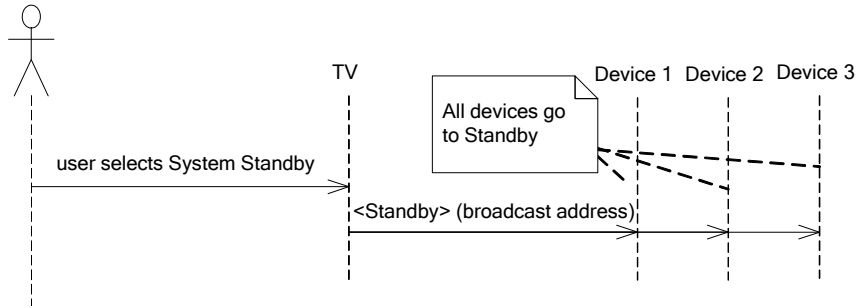 TV
Device 1
Device 2
Device 3
All devices go
to Standby
user selects System Standby
<Standby> (broadcast address)